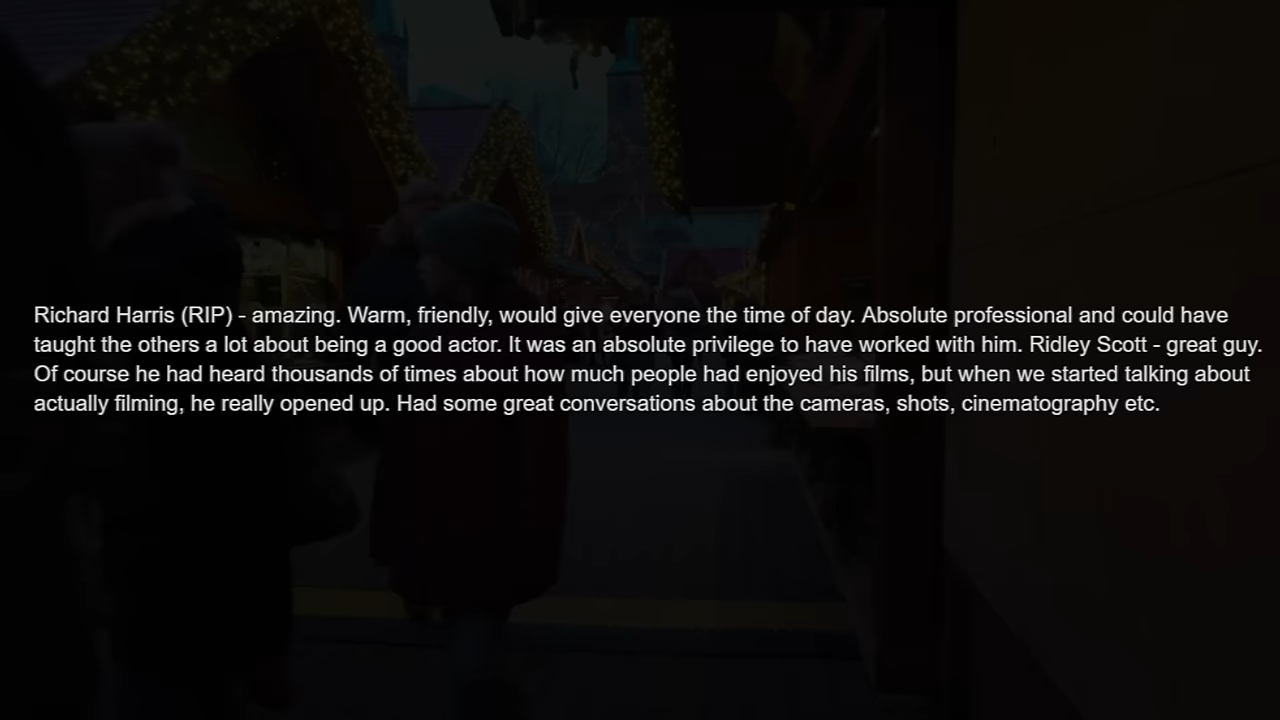 Richard Harris (RIP) - amazing. Warm, friendly, would give everyone the time of day. Absolute professional and could have
taught the others a lot about being a good actor. It was an absolute privilege to have worked with him. Ridley Scott - great guy.
Of course he had heard thousands of times about how much people had enjoyed his films, but when we started talking about
actually filming, he really opened up. Had some great conversations about the cameras, shots, cinematography etc.